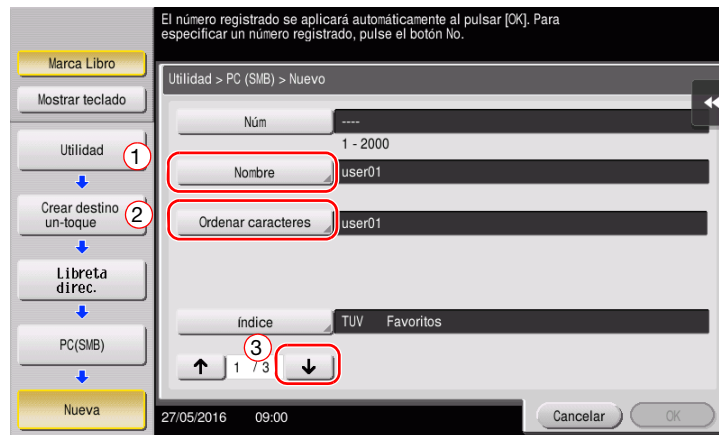 El número registrado se aplicará automáticamente al pulsar [OK]. Para
especificar un número registrado, pulse el botón No.
Marca Libro
Mostrar teclado
Utilidad
1
Crear destino
un-toque
2
Libreta
direc.
PC(SMB)
Nueva
Utilidad > PC (SMB) > Nuevo
Núm
----
1 - 2000
Nombre
user01
Ordenar caracteres
user01
índice
TUV Favoritos
3
↑ 1 / 3 ↓
27/05/2016 09:00
Cancelar
OK